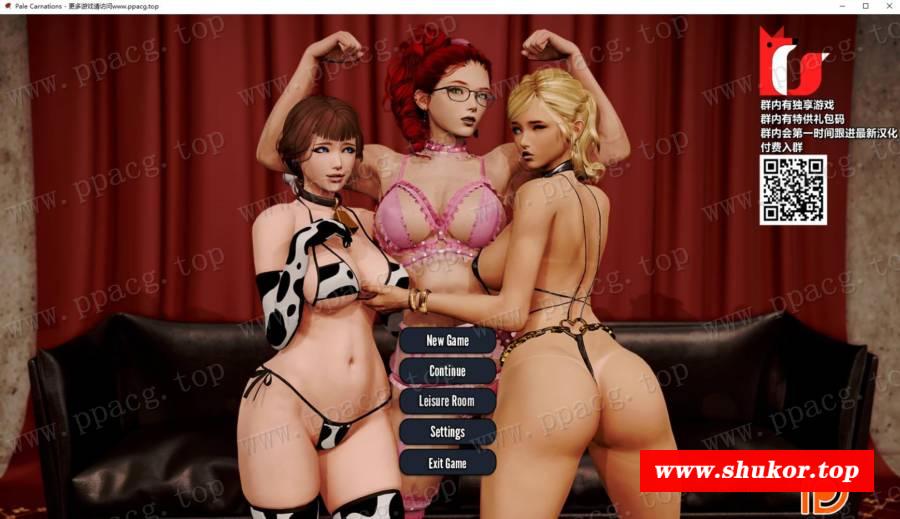 Pale Carnations - 更多游戏请访问www.ppacg.top
群内有独享游戏
群内有特供礼包码
群内会第一时间跟进最新汉化
付费入群
www.ppacg.top
New Game
Continue
Leisure Room
Settings
Exit Game
www.shukor.top